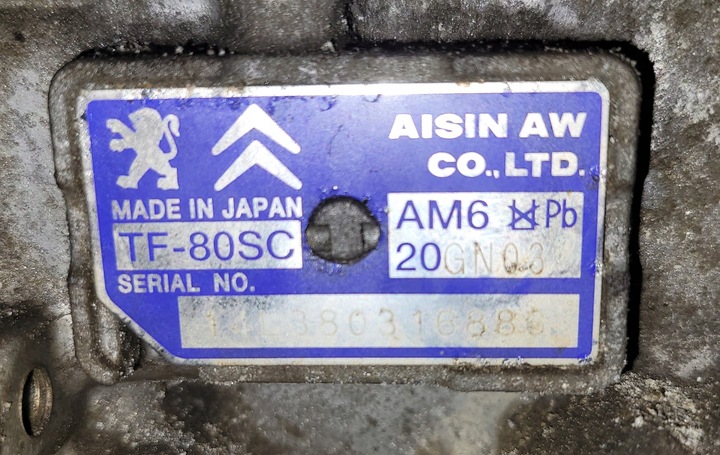 AISIN AW
CO., LTD.
MADE IN JAPAN
TF-80SC
AM6 Pb
20GN03
SERIAL NO.